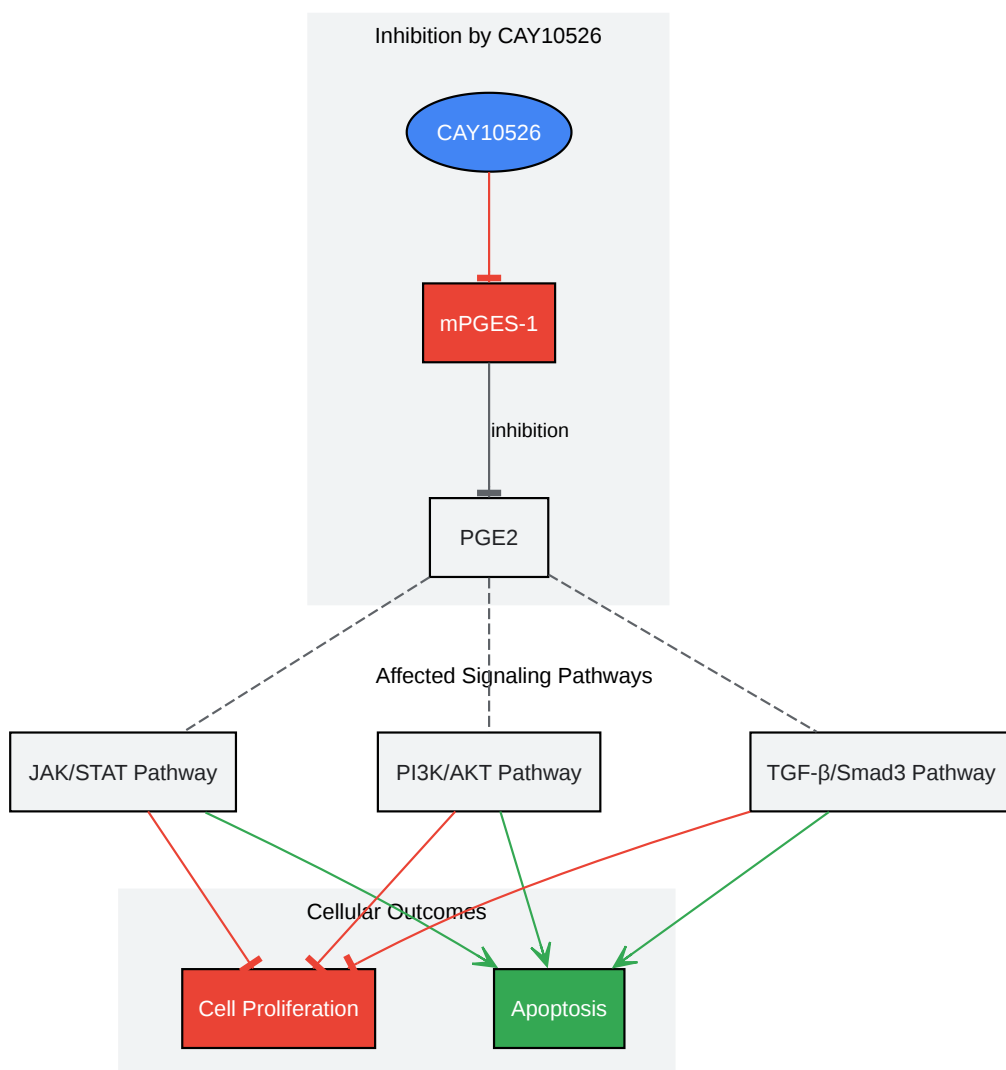 Inhibition by CAY10526
CAY10526
mPGES-1
inhibition
PGE2
Affected Signaling Pathways
JAK/STAT Pathway
PI3K/AKT Pathway
TGF-β/Smad3 Pathway
Cellular Outcomes
Cell Proliferation
Apoptosis